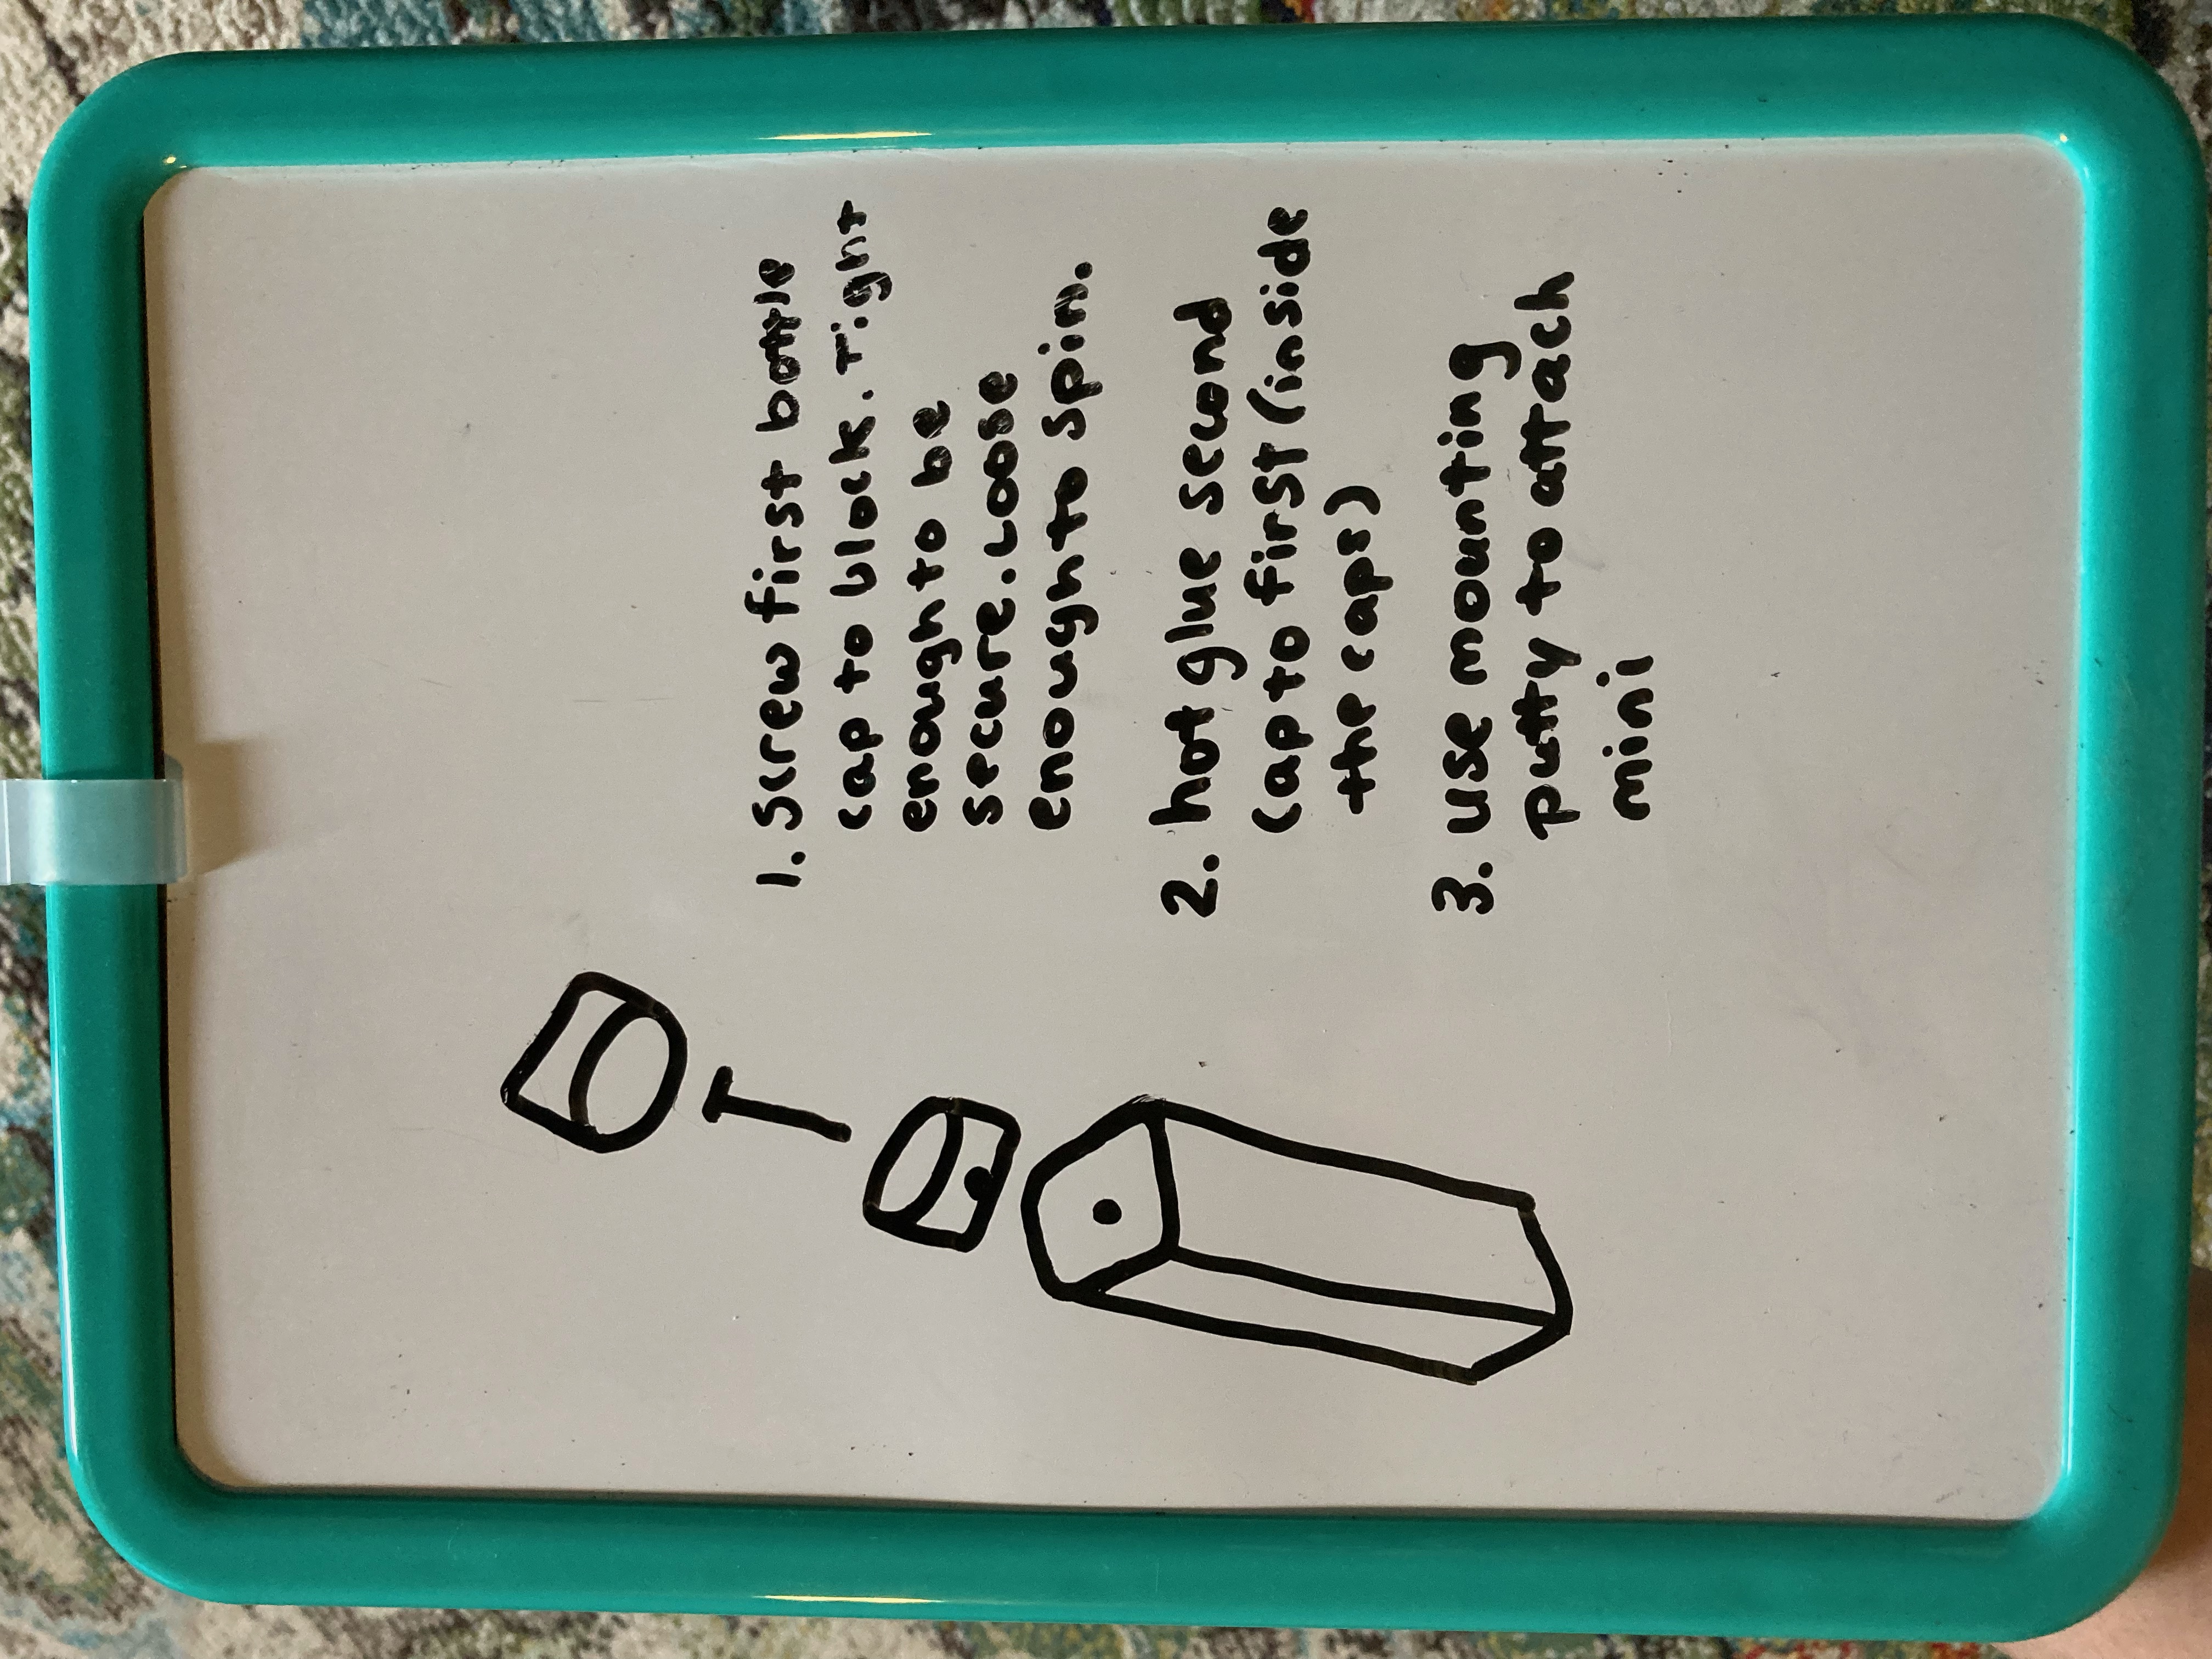 1. Screw first bottle
cap to block. Tight
enough to be
secure. Loose
enough to spin.
2. hot glue second
cap to first (inside
the caps)
3. use mounting
putty to attach
mini